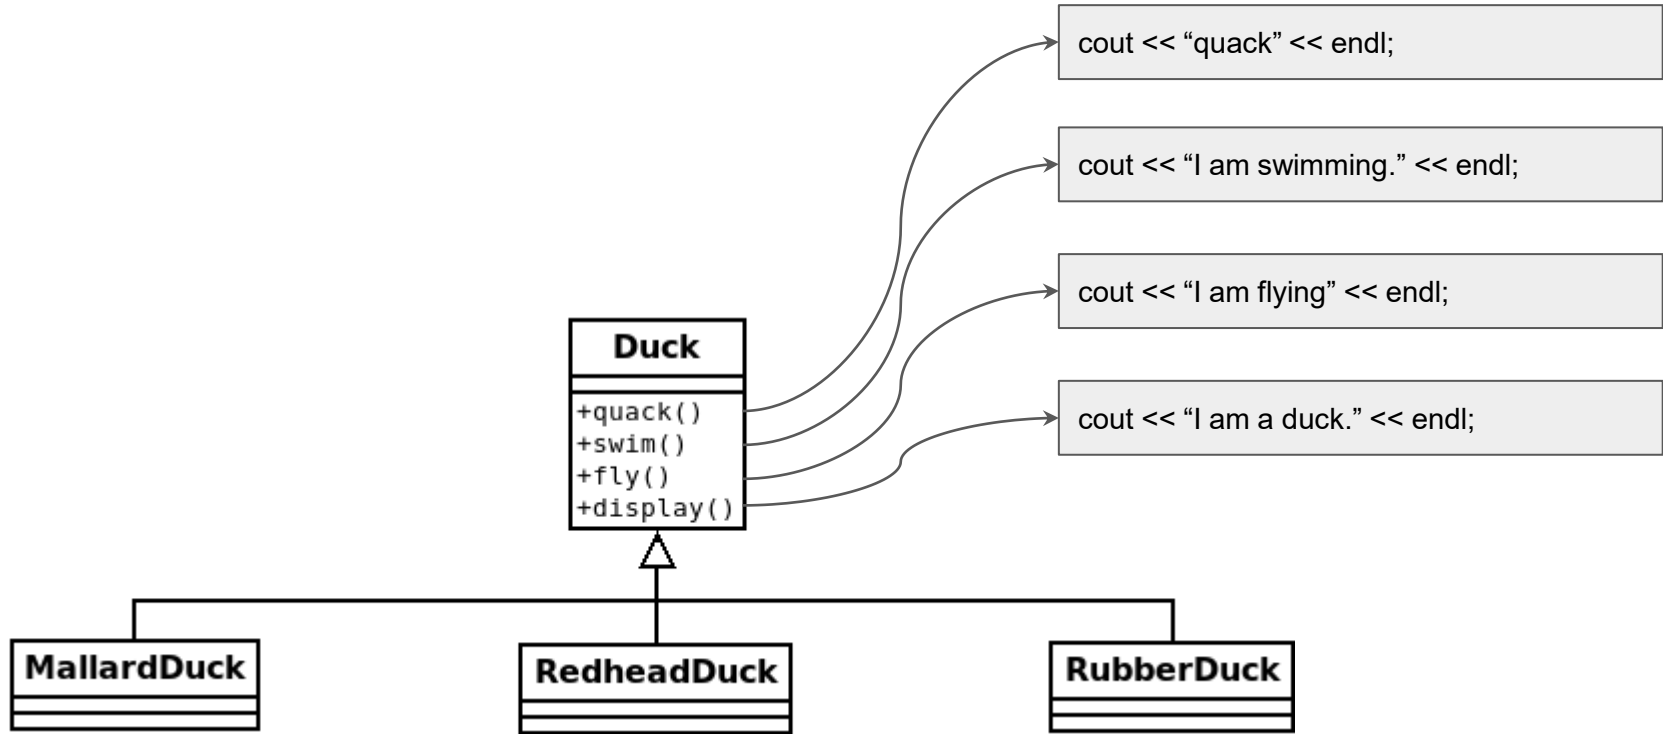 cout << “quack” << endl;
cout << “I am swimming.” << endl;
cout << “I am flying” << endl;
cout << “I am a duck.” << endl;
Duck
+quack()
+swim()
+fly()
+display()
MallardDuck
RedheadDuck
RubberDuck